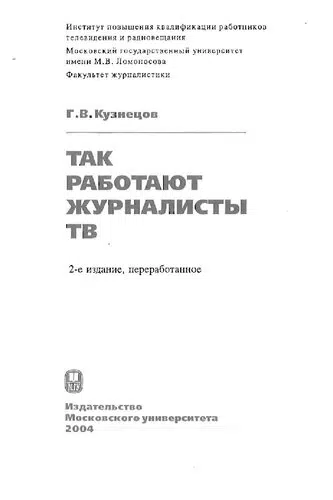 Институт повышения квалификации работников
телевидения и радиовещания
Московский государственный университет
имени М.В. Ломоносова
Факультет журналистики
Г.В. Кузнецов
ТАК
РАБОТАЮТ
ЖУРНАЛИСТЫ
ТВ
2-е издание, переработанное
Издательство
Московского университета
2004